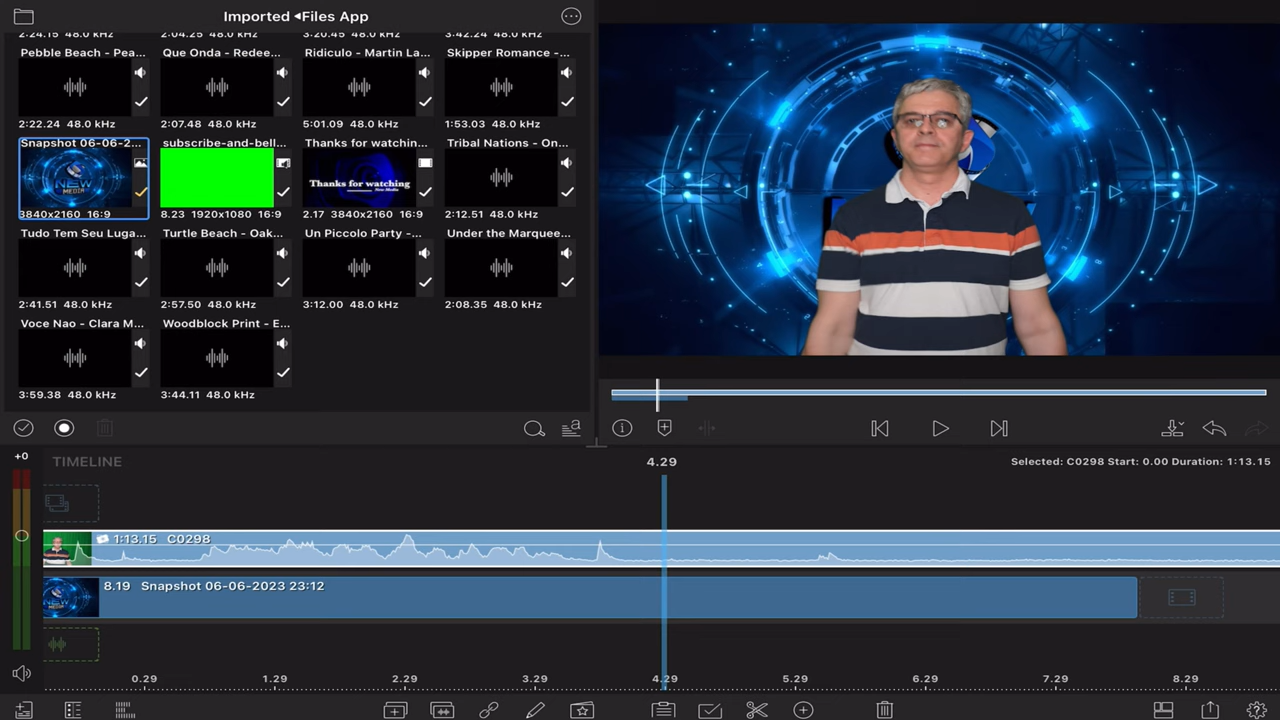 Imported ◂Files App
2:24.15 48.0 kHz
2:04.25 48.0 kHz
3:20.45 48.0 kHz
3:42.24 48.0 kHz
Pebble Beach - Pea...
Que Onda - Redee...
Ridiculo - Martin La...
Skipper Romance -...
2:22.24 48.0 kHz
2:07.48 48.0 kHz
5:01.09 48.0 kHz
1:53.03 48.0 kHz
Snapshot 06-06-2...
subscribe-and-bell...
Thanks for watchin...
Tribal Nations - On...
NEW
MEDIA
Thanks for watching
New Media
3840x2160 16:9
8.23 1920x1080 16:9
2.17 3840x2160 16:9
2:12.51 48.0 kHz
Tudo Tem Seu Luga...
Turtle Beach - Oak...
Un Piccolo Party -...
Under the Marquee...
2:41.51 48.0 kHz
2:57.50 48.0 kHz
3:12.00 48.0 kHz
2:08.35 48.0 kHz
Voce Nao - Clara M...
Woodblock Print - E...
3:59.38 48.0 kHz
3:44.11 48.0 kHz
+0
TIMELINE
4.29
Selected: C0298 Start: 0.00 Duration: 1:13.15
1:13.15 C0298
8.19 Snapshot 06-06-2023 23:12
NEW
MEDIA
0.29
1.29
2.29
3.29
4.29
5.29
6.29
7.29
8.29